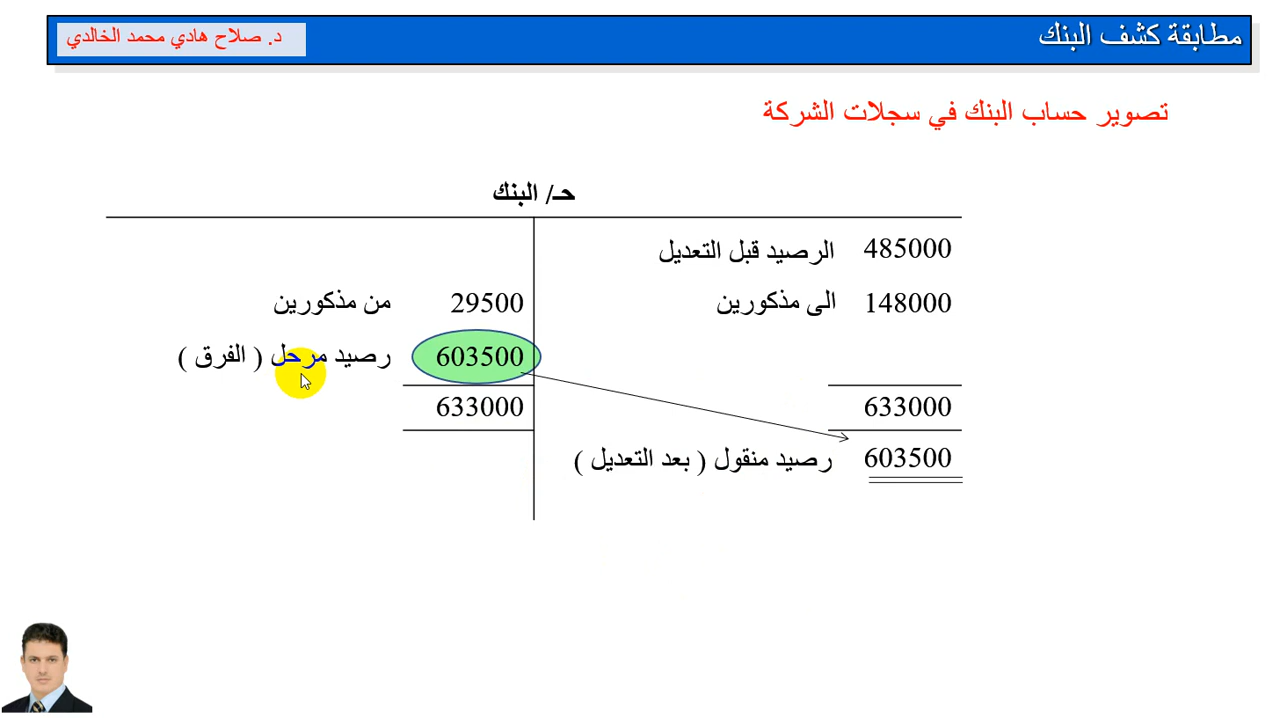 مطابقة كشف البنك
د. صلاح هادي محمد الخالدي
تصوير حساب البنك في سجلات الشركة
حـ/ البنك
485000 الرصيد قبل التعديل
148000 الى مذكورين 29500 من مذكورين
603500 رصيد مرحل ( الفرق )
633000 633000
603500 رصيد منقول ( بعد التعديل )